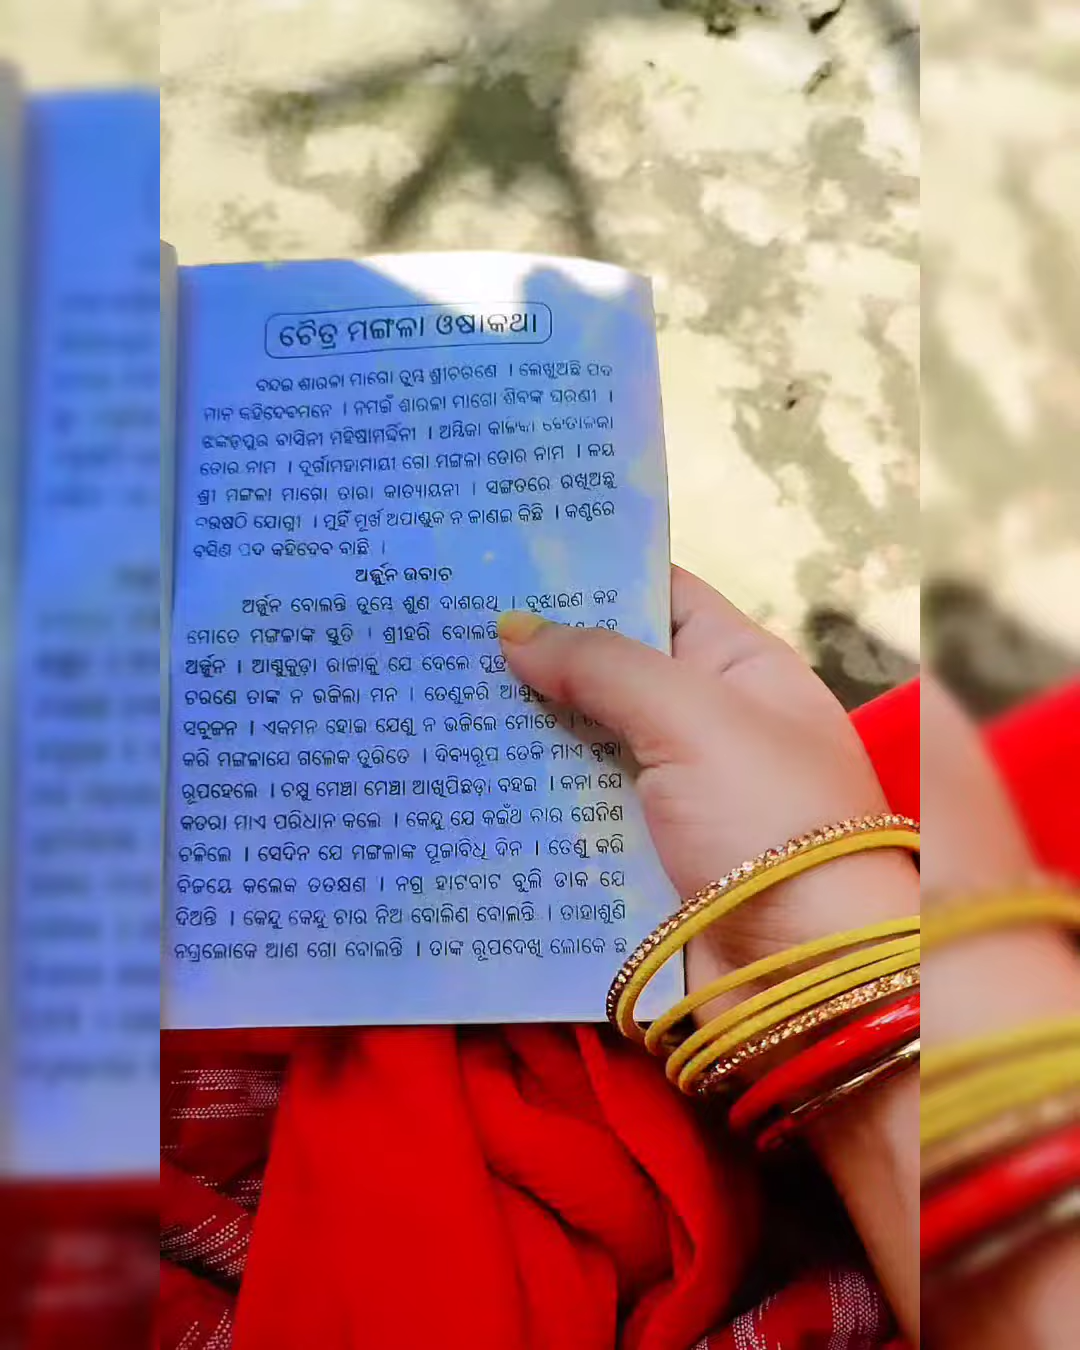 ଚୈତ୍ର ମଙ୍ଗଳା ଓଷାକଥା
ବନ୍ଦଇ ଶାରଳା ମାଗୋ ତୁମ୍ଭ ଶ୍ରୀଚରଣେ । ଲେଖୁଅଛି ପଦ
ମାନ କହିଦେବମନେ । ନମଇଁ ଶାରଳା ମାଗୋ ଶିବଙ୍କ ଘରଣୀ ।
ଝଙ୍କଡ଼ପୁର ବାସିନୀ ମହିଷାମର୍ଦ୍ଦିନୀ । ଅମ୍ବିକା କାଳିକା
ତୋର ନାମ । ଦୁର୍ଗାମହାମାୟୀ ଗୋ ମଙ୍ଗଳା ତୋର ନାମ । ଜୟ
ଶ୍ରୀ ମଙ୍ଗଳା ମାଗୋ ତାରା କାତ୍ୟାୟନୀ । ସଙ୍ଗତରେ ରଖିଅଛୁ
ଚଉଷଠି ଯୋଗ୍ନୀ । ମୁହିଁ ମୂର୍ଖ ଅପାଣ୍ଡୁକ ନ ଜାଣଇ କିଛି । କଣ୍ଠରେ
ବସିଣ ପଦ କହିଦେବ ବାଛି ।
ଅର୍ଜୁନ ଉବାଚ
ଅର୍ଜୁନ ବୋଲନ୍ତି ତୁମ୍ଭେ ଶୁଣ ଦାଶରଥି । ବୁଝାଇଣ କହ
ମୋତେ ମଙ୍ଗଳାଙ୍କ ସ୍ତୁତି । ଶ୍ରୀହରି ବୋଲନ୍ତି ହେ
ଅର୍ଜୁନ । ଆଣ୍ଟୁକୁଡ଼ା ରାଜାକୁ ଯେ ଦେଲେ ପୁତ୍ର
ଚରଣେ ତାଙ୍କ ନ ଭଜିଲା ମନ । ତେଣୁକରି
ସବୁଜନ । ଏକମନ ହୋଇ ଯେଣୁ ନ ଭଜିଲେ ମୋତେ ।
କରି ମଙ୍ଗଳାଯେ ଗଲେକ ତୁରିତେ । ଦିବ୍ୟରୂପ ତେଜି ମାଏ ବୃଦ୍ଧା
ରୂପହେଲେ । ଚକ୍ଷୁ ମେଞ୍ଚା ମେଞ୍ଚା ଆଖିପିଛଡ଼ା ବହଇ । କନା ଯେ
କତରା ମାଏ ପରିଧାନ କଲେ । କେନ୍ଦୁ ଯେ କଇଁଥ ଚାର ଘେନିଣ
ଚଳିଲେ । ସେଦିନ ଯେ ମଙ୍ଗଳାଙ୍କ ପୂଜାବିଧି ଦିନ । ତେଣୁ କରି
ବିଜୟେ କଲେକ ତତକ୍ଷଣ । ନଗ୍ର ହାଟବାଟ ବୁଲି ଡାକ ଯେ
ଦିଅନ୍ତି । କେନ୍ଦୁ କେନ୍ଦୁ ଚାର ନିଅ ବୋଲିଣ ବୋଲନ୍ତି । ତାହାଶୁଣି
ନଗ୍ରଲୋକେ ଆଣ ଗୋ ବୋଲନ୍ତି । ତାଙ୍କ ରୂପଦେଖି ଲୋକେ ଛ